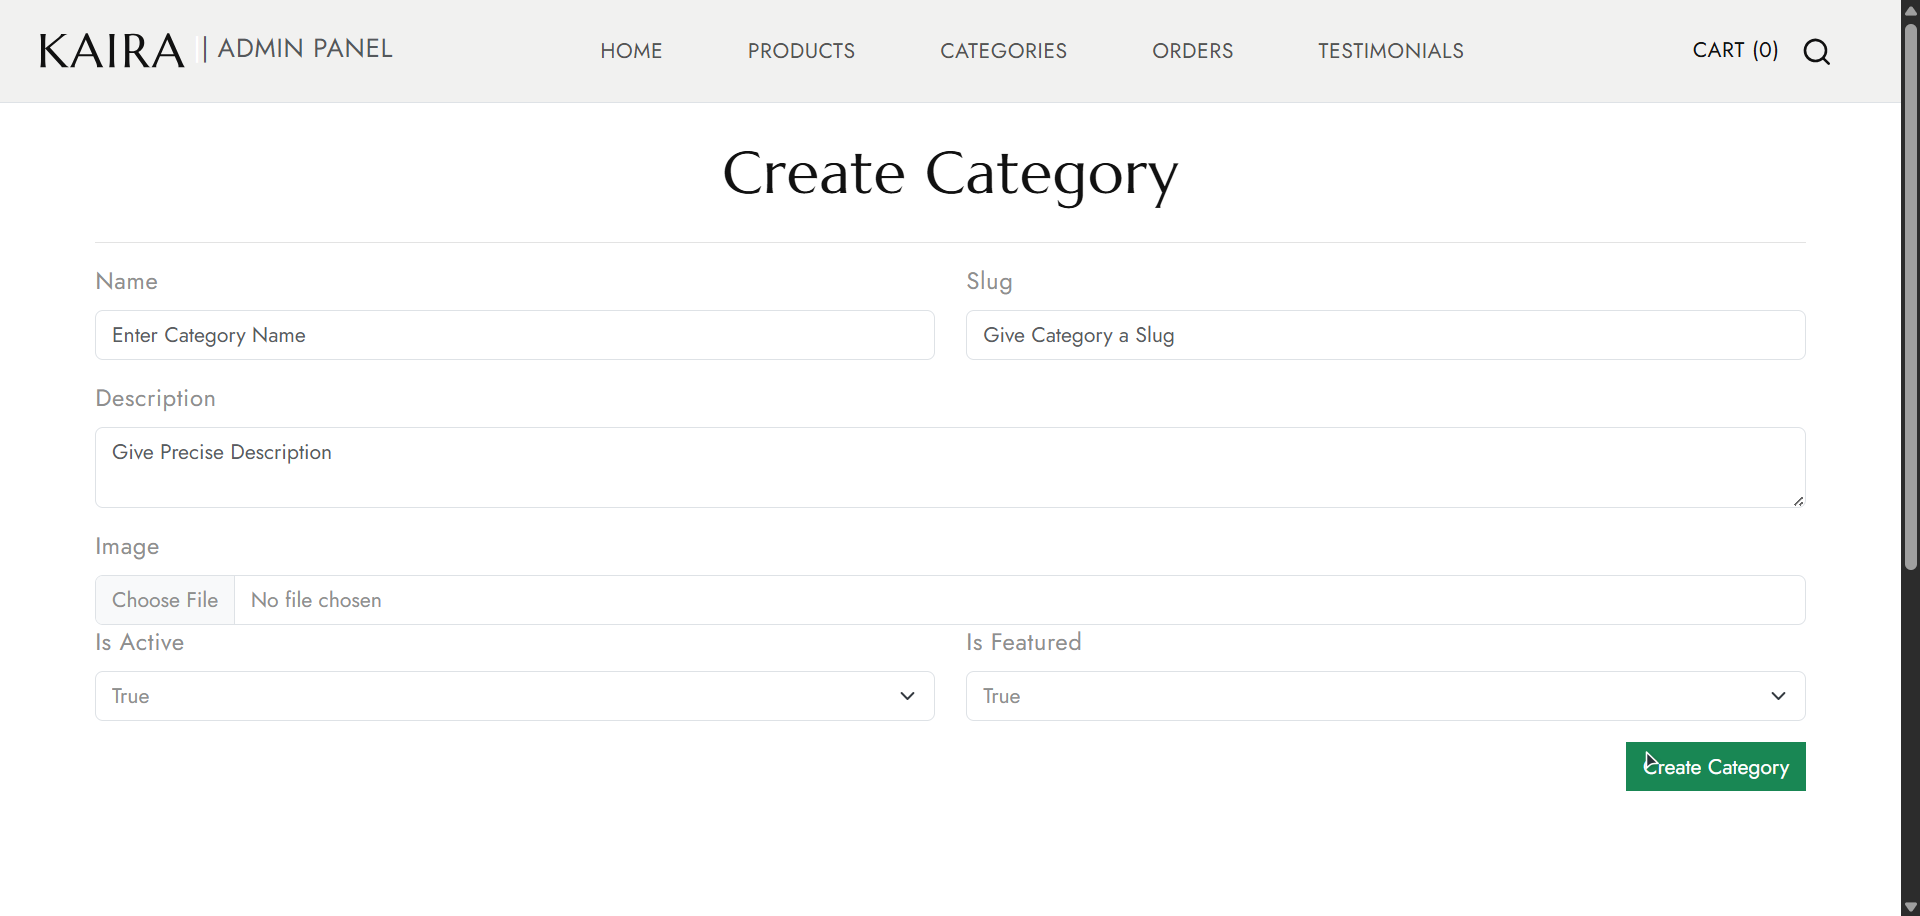 KAIRA | ADMIN PANEL HOME PRODUCTS CATEGORIES ORDERS TESTIMONIALS CART (0)
Create Category
Name Slug
Enter Category Name Give Category a Slug
Description
Give Precise Description
Image
Choose File No file chosen
Is Active Is Featured
True True
Create Category